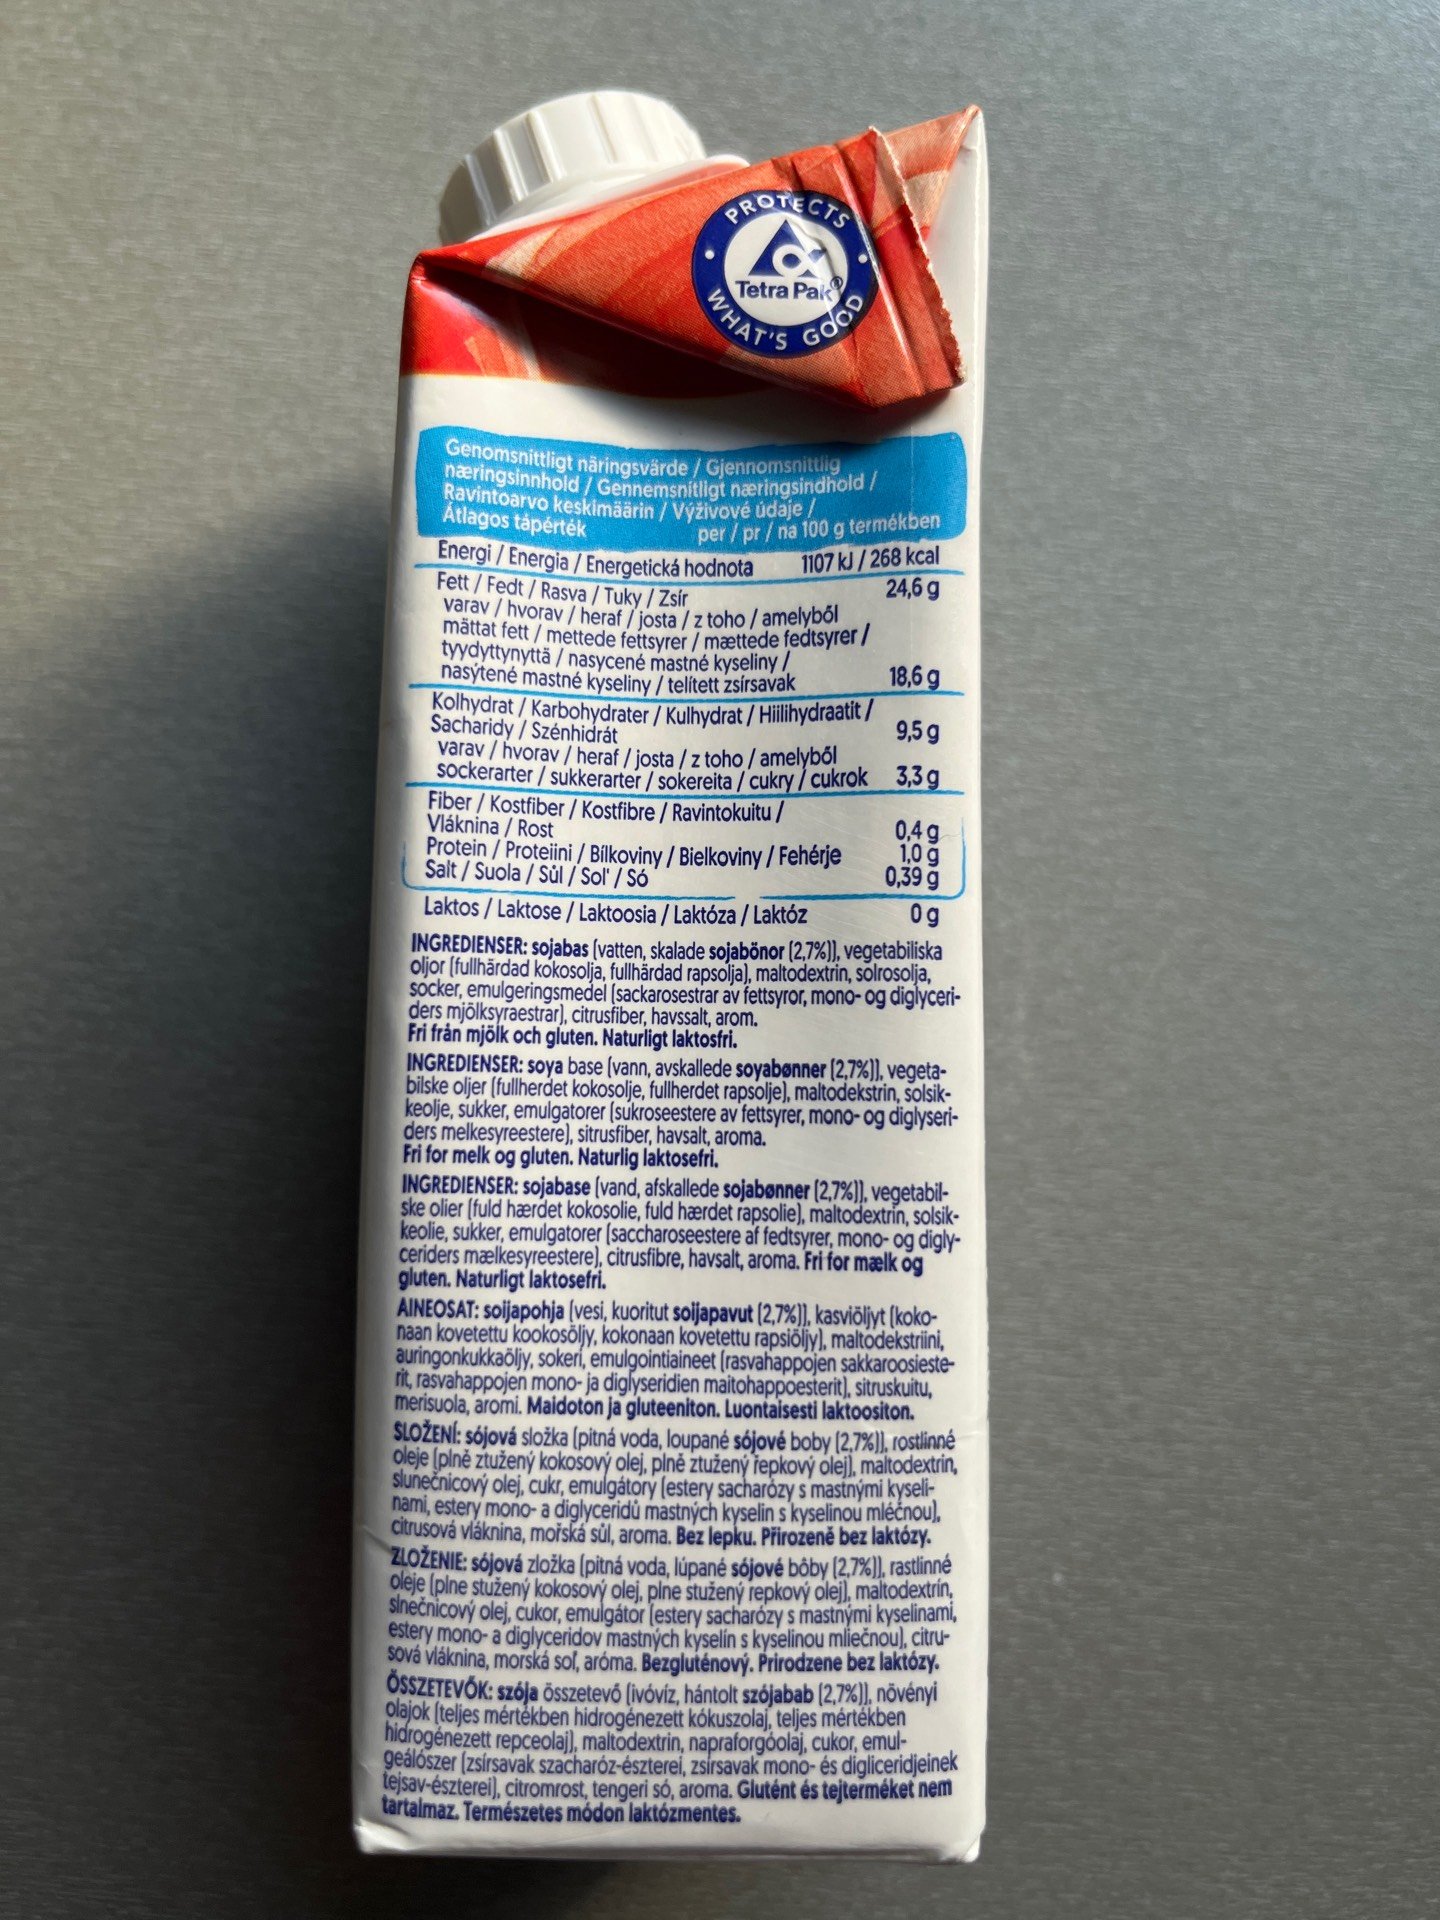 PROTECTS
Tetra Pak®
WHAT'S GOOD
Genomsnittligt näringsvärde / Gjennomsnittlig
næringsinnhold / Gennemsnitligt næringsindhold /
Ravintoarvo keskimäärin / Výživové údaje /
Átlagos tápérték per / pr / na 100 g termékben
Energi / Energia / Energetická hodnota 1107 kJ / 268 kcal
Fett / Fedt / Rasva / Tuky / Zsír 24,6 g
varav / hvorav / heraf / josta / z toho / amelyből
mättat fett / mettede fettsyrer / mættede fedtsyrer /
tyydyttynyttä / nasycené mastné kyseliny /
nasýtené mastné kyseliny / telített zsírsavak 18,6 g
Kolhydrat / Karbohydrater / Kulhydrat / Hiilihydraatit /
Sacharidy / Szénhidrát 9,5 g
varav / hvorav / heraf / josta / z toho / amelyből
sockerarter / sukkerarter / sokereita / cukry / cukrok 3,3 g
Fiber / Kostfiber / Kostfibre / Ravintokuitu /
Vláknina / Rost 0,4 g
Protein / Proteiini / Bílkoviny / Bielkoviny / Fehérje 1,0 g
Salt / Suola / Sůl / Sol' / Só 0,39 g
Laktos / Laktose / Laktoosia / Laktóza / Laktóz 0 g
INGREDIENSER: sojabas (vatten, skalade sojabönor (2,7%)), vegetabiliska
oljor (fullhärdad kokosolja, fullhärdad rapsolja), maltodextrin, solrosolja,
socker, emulgeringsmedel (sackarosestrar av fettsyror, mono- og diglyceri-
ders mjölksyraestrar), citrusfiber, havssalt, arom.
Fri från mjölk och gluten. Naturligt laktosfri.
INGREDIENSER: soya base (vann, avskallede soyabønner (2,7%)), vegeta-
bilske oljer (fullherdet kokosolje, fullherdet rapsolje), maltodekstrin, solsik-
keolje, sukker, emulgatorer (sukroseestere av fettsyrer, mono- og diglyseri-
ders melkesyreestere), sitrusfiber, havsalt, aroma.
Fri for melk og gluten. Naturlig laktosefri.
INGREDIENSER: sojabase (vand, afskallede sojabønner (2,7%)), vegetabil-
ske olier (fuld hærdet kokosolie, fuld hærdet rapsolie), maltodextrin, solsik-
keolie, sukker, emulgatorer (saccharoseestere af fedtsyrer, mono- og digly-
ceriders mælkesyreestere), citrusfibre, havsalt, aroma. Fri for mælk og
gluten. Naturligt laktosefri.
AINEOSAT: soijapohja (vesi, kuoritut soijapavut (2,7%)), kasviöljyt (koko-
naan kovetettu kookosöljy, kokonaan kovetettu rapsiöljy), maltodekstriini,
auringonkukkaöljy, sokeri, emulgointiaineet (rasvahappojen sakkaroosieste-
rit, rasvahappojen mono- ja diglyseridien maitohappoesterit), sitruskuitu,
merisuola, aromi. Maidoton ja gluteeniton. Luontaisesti laktoositon.
SLOŽENÍ: sójová složka (pitná voda, loupané sójové boby (2,7%)), rostlinné
oleje (plně ztužený kokosový olej, plně ztužený řepkový olej), maltodextrin,
slunečnicový olej, cukr, emulgátory (estery sacharózy s mastnými kyseli-
nami, estery mono- a diglyceridů mastných kyselin s kyselinou mléčnou),
citrusová vláknina, mořská sůl, aroma. Bez lepku. Přirozeně bez laktózy.
ZLOŽENIE: sójová zložka (pitná voda, lúpané sójové bôby (2,7%)), rastlinné
oleje (plne stužený kokosový olej, plne stužený repkový olej), maltodextrín,
slnečnicový olej, cukor, emulgátor (estery sacharózy s mastnými kyselinami,
estery mono- a diglyceridov mastných kyselín s kyselinou mliečnou), citru-
sová vláknina, morská soľ, aróma. Bezgluténový. Prirodzene bez laktózy.
ÖSSZETEVŐK: szója összetevő (ivóvíz, hántolt szójabab (2,7%)), növényi
olajok (teljes mértékben hidrogénezett kókuszolaj, teljes mértékben
hidrogénezett repceolaj), maltodextrin, napraforgóolaj, cukor, emul-
geálószer (zsírsavak szacharóz-észterei, zsírsavak mono- és digliceridjeinek
tejsav-észterei), citromrost, tengeri só, aroma. Glutént és tejterméket nem
tartalmaz. Természetes módon laktózmentes.